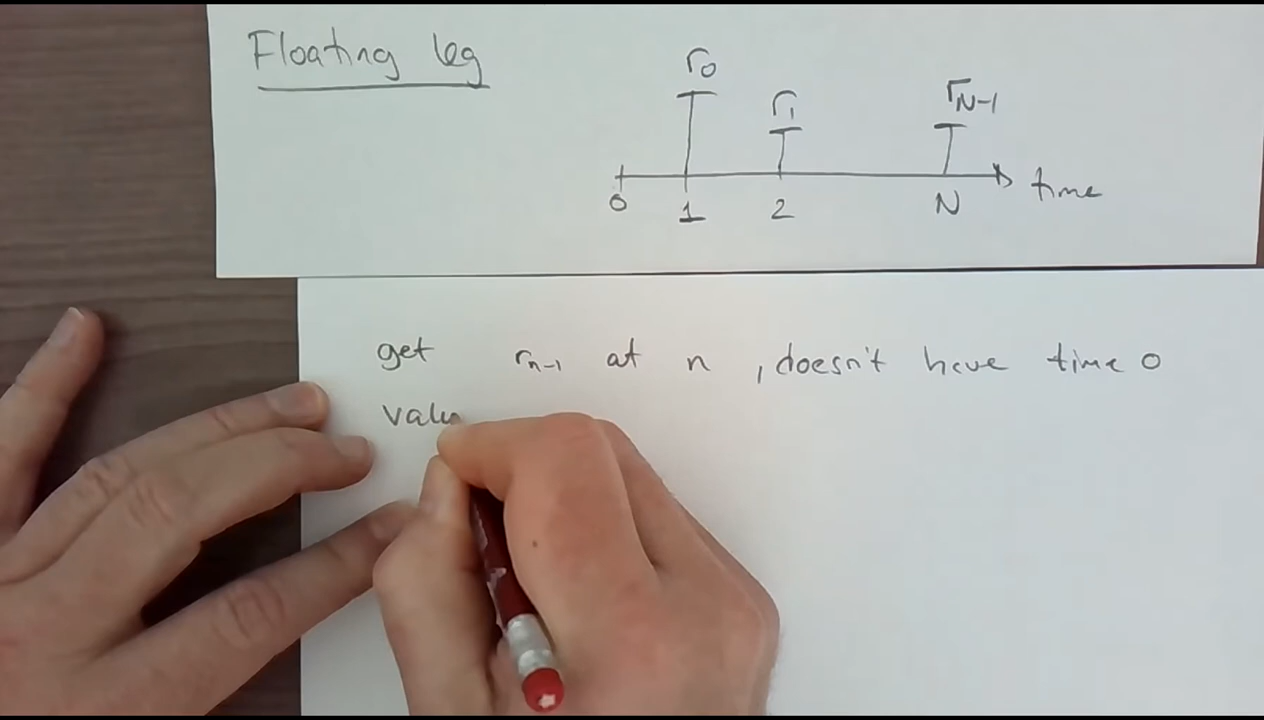 Floating leg
r0
r1
rN-1
0
1
2
N
time
get rn-1 at n , doesn't have time 0
valu